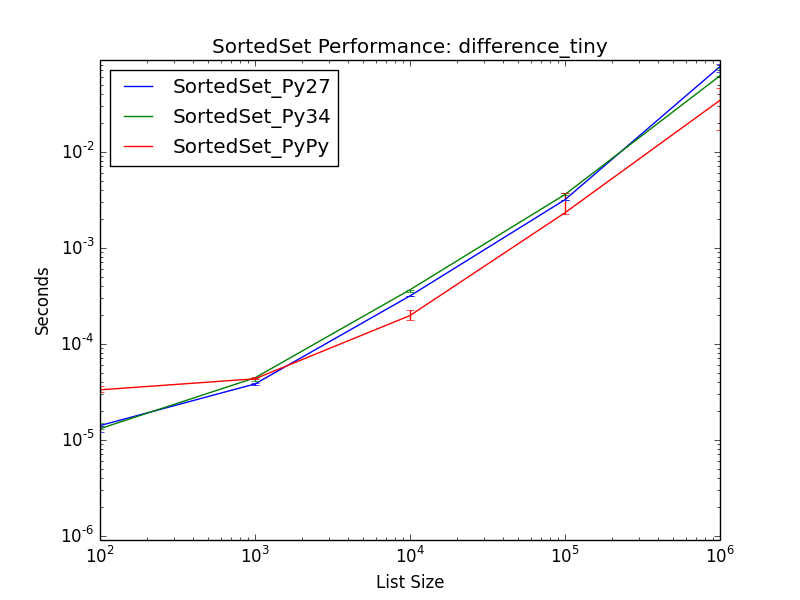 SortedSet Performance: difference_tiny
SortedSet_Py27
SortedSet_Py34
SortedSet_PyPy
10^-2
10^-3
10^-4
10^-5
10^-6
Seconds
10^2 10^3 10^4 10^5 10^6
List Size